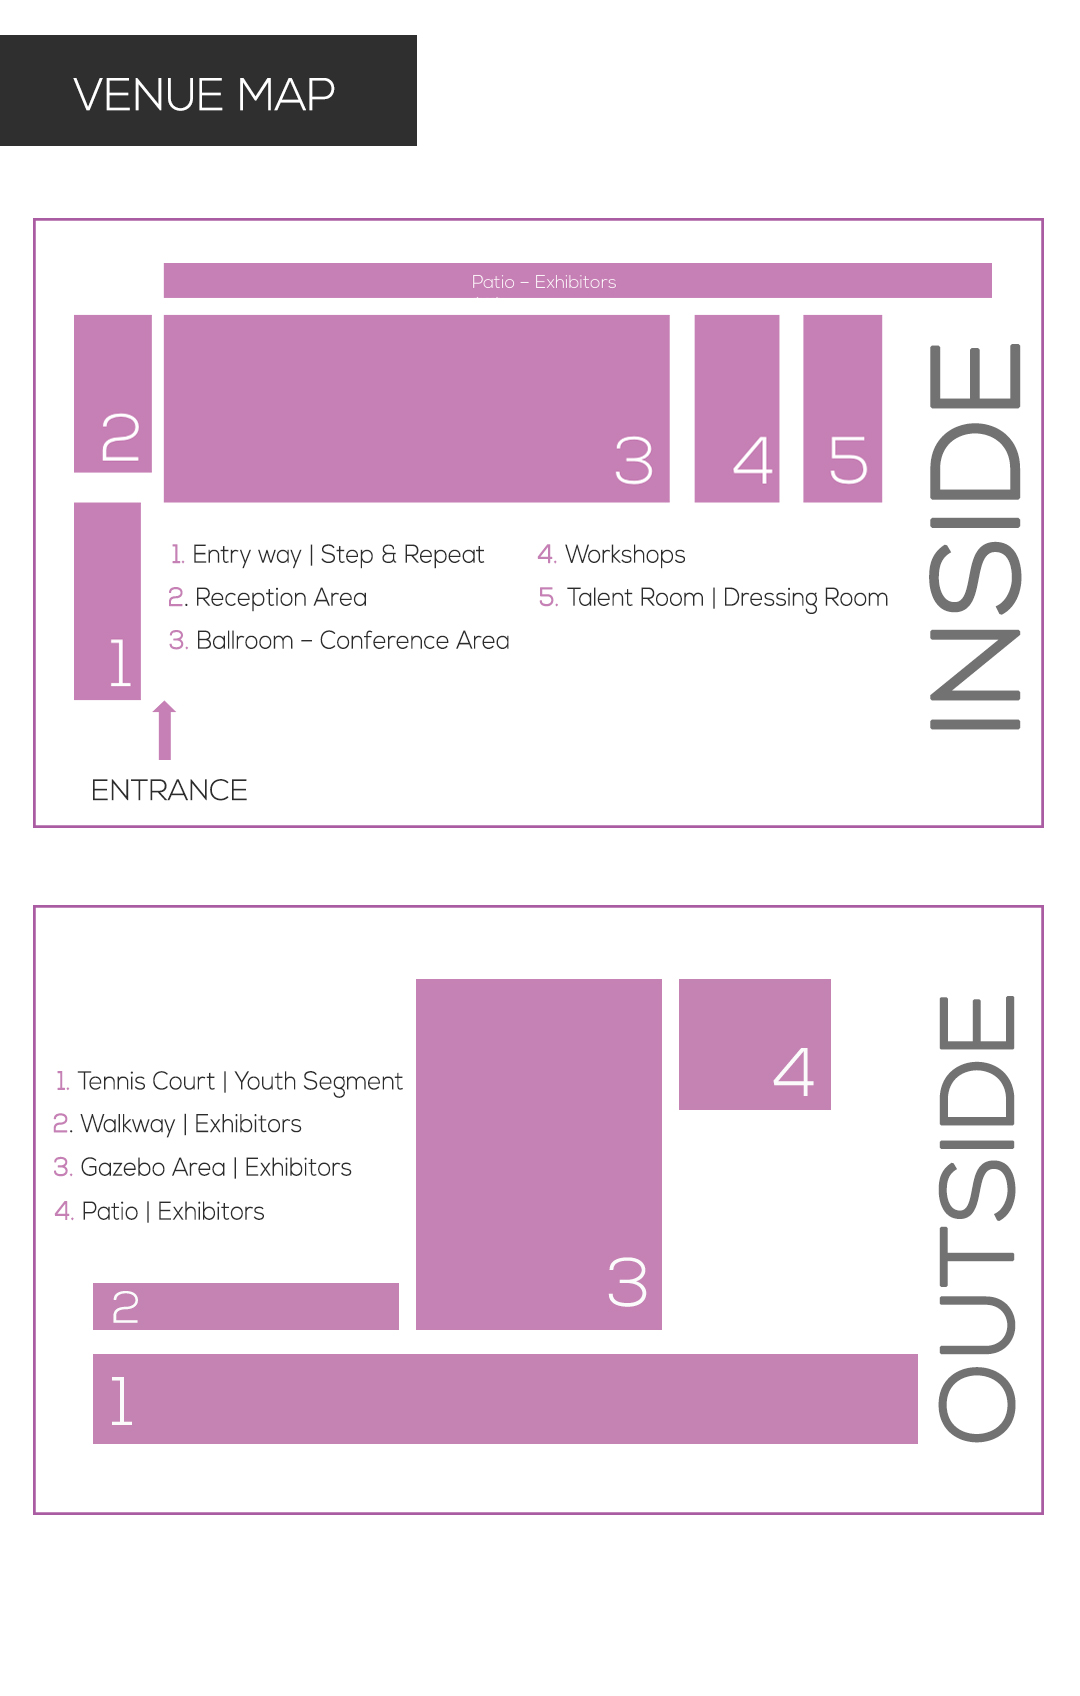 VENUE MAP
Patio – Exhibitors
2
3
4
5
1
1. Entry way | Step & Repeat
2. Reception Area
3. Ballroom – Conference Area
4. Workshops
5. Talent Room | Dressing Room
ENTRANCE
INSIDE
1. Tennis Court | Youth Segment
2. Walkway | Exhibitors
3. Gazebo Area | Exhibitors
4. Patio | Exhibitors
4
3
2
1
OUTSIDE